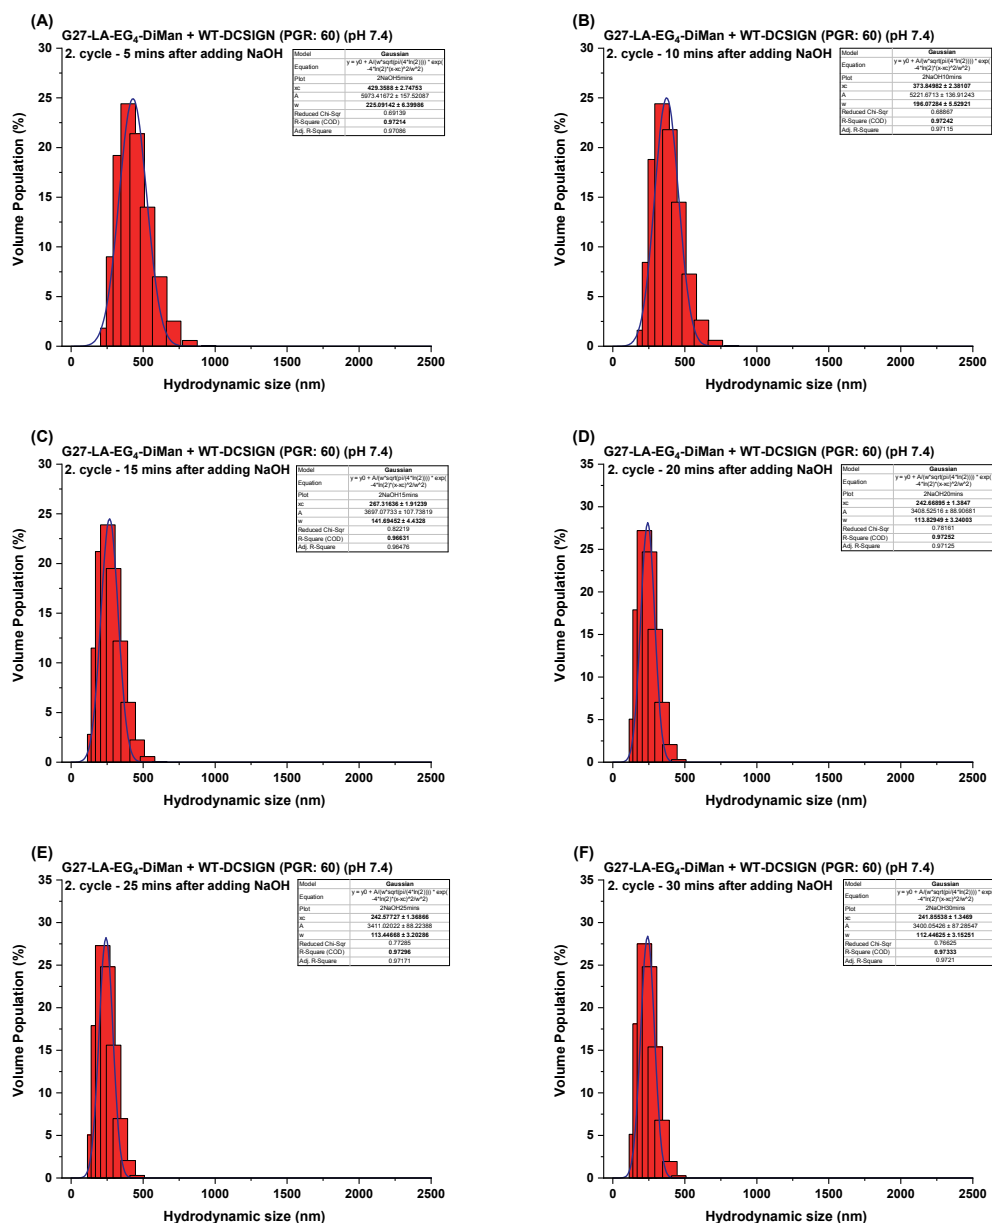 (A)
G27-LA-EG4-DiMan + WT-DCSIGN (PGR: 60) (pH 7.4)
2. cycle - 5 mins after adding NaOH
Model Gaussian
Equation y = y0 + A/(w*sqrt(pi/(4*ln(2)))) * exp(
-4*ln(2)*(x-xc)^2/w^2)
Plot 2NaOH5mins
xc 429.3588 ± 2.74753
A 5973.41672 ± 157.52087
w 225.09142 ± 6.39986
Reduced Chi-Sqr 0.69139
R-Square (COD) 0.97214
Adj. R-Square 0.97086
30
25
20
15
10
5
0
Volume Population (%)
0 500 1000 1500 2000 2500
Hydrodynamic size (nm)
(B)
G27-LA-EG4-DiMan + WT-DCSIGN (PGR: 60) (pH 7.4)
2. cycle - 10 mins after adding NaOH
Model Gaussian
Equation y = y0 + A/(w*sqrt(pi/(4*ln(2)))) * exp(
-4*ln(2)*(x-xc)^2/w^2)
Plot 2NaOH10mins
xc 373.84982 ± 2.38107
A 5221.6713 ± 136.91243
w 196.07284 ± 5.52921
Reduced Chi-Sqr 0.68867
R-Square (COD) 0.97242
Adj. R-Square 0.97115
30
25
20
15
10
5
0
Volume Population (%)
0 500 1000 1500 2000 2500
Hydrodynamic size (nm)
(C)
G27-LA-EG4-DiMan + WT-DCSIGN (PGR: 60) (pH 7.4)
2. cycle - 15 mins after adding NaOH
Model Gaussian
Equation y = y0 + A/(w*sqrt(pi/(4*ln(2)))) * exp(
-4*ln(2)*(x-xc)^2/w^2)
Plot 2NaOH15mins
xc 267.31636 ± 1.91239
A 3697.07733 ± 107.73819
w 141.69452 ± 4.4328
Reduced Chi-Sqr 0.82219
R-Square (COD) 0.96631
Adj. R-Square 0.96476
30
25
20
15
10
5
0
Volume Population (%)
0 500 1000 1500 2000 2500
Hydrodynamic size (nm)
(D)
G27-LA-EG4-DiMan + WT-DCSIGN (PGR: 60) (pH 7.4)
2. cycle - 20 mins after adding NaOH
Model Gaussian
Equation y = y0 + A/(w*sqrt(pi/(4*ln(2)))) * exp(
-4*ln(2)*(x-xc)^2/w^2)
Plot 2NaOH20mins
xc 242.66895 ± 1.3847
A 3408.52516 ± 88.90681
w 113.82949 ± 3.24003
Reduced Chi-Sqr 0.78161
R-Square (COD) 0.97252
Adj. R-Square 0.97125
35
30
25
20
15
10
5
0
Volume Population (%)
0 500 1000 1500 2000 2500
Hydrodynamic size (nm)
(E)
G27-LA-EG4-DiMan + WT-DCSIGN (PGR: 60) (pH 7.4)
2. cycle - 25 mins after adding NaOH
Model Gaussian
Equation y = y0 + A/(w*sqrt(pi/(4*ln(2)))) * exp(
-4*ln(2)*(x-xc)^2/w^2)
Plot 2NaOH25mins
xc 242.57727 ± 1.36866
A 3411.02022 ± 88.22388
w 113.44668 ± 3.20286
Reduced Chi-Sqr 0.77285
R-Square (COD) 0.97296
Adj. R-Square 0.97171
35
30
25
20
15
10
5
0
Volume Population (%)
0 500 1000 1500 2000 2500
Hydrodynamic size (nm)
(F)
G27-LA-EG4-DiMan + WT-DCSIGN (PGR: 60) (pH 7.4)
2. cycle - 30 mins after adding NaOH
Model Gaussian
Equation y = y0 + A/(w*sqrt(pi/(4*ln(2)))) * exp(
-4*ln(2)*(x-xc)^2/w^2)
Plot 2NaOH30mins
xc 241.85538 ± 1.3469
A 3400.05426 ± 87.28547
w 112.44625 ± 3.15251
Reduced Chi-Sqr 0.76625
R-Square (COD) 0.97333
Adj. R-Square 0.9721
35
30
25
20
15
10
5
0
Volume Population (%)
0 500 1000 1500 2000 2500
Hydrodynamic size (nm)